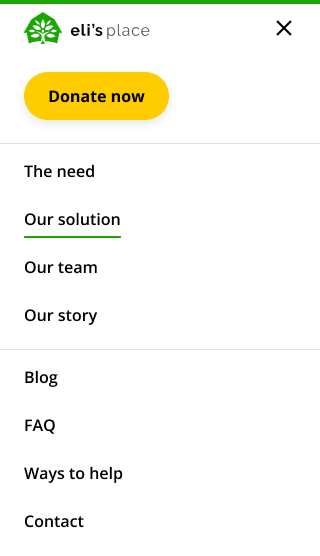 eli's place
Donate now
The need
Our solution
Our team
Our story
Blog
FAQ
Ways to help
Contact